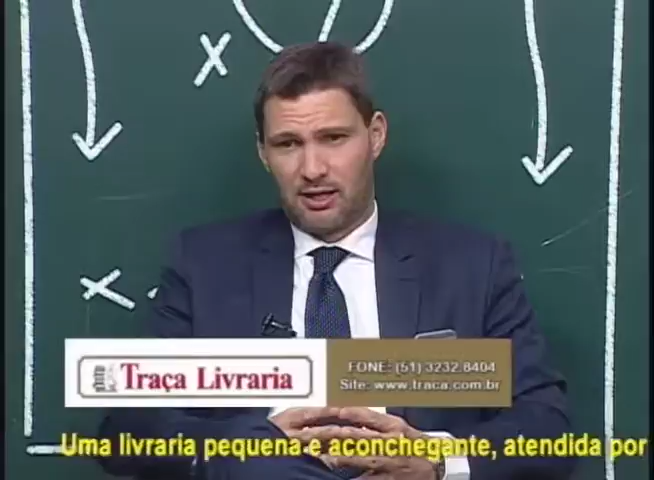 Traça Livraria
FONE: (51) 3232.8404
Site: www.traca.com.br
Uma livraria pequena e aconchegante, atendida por